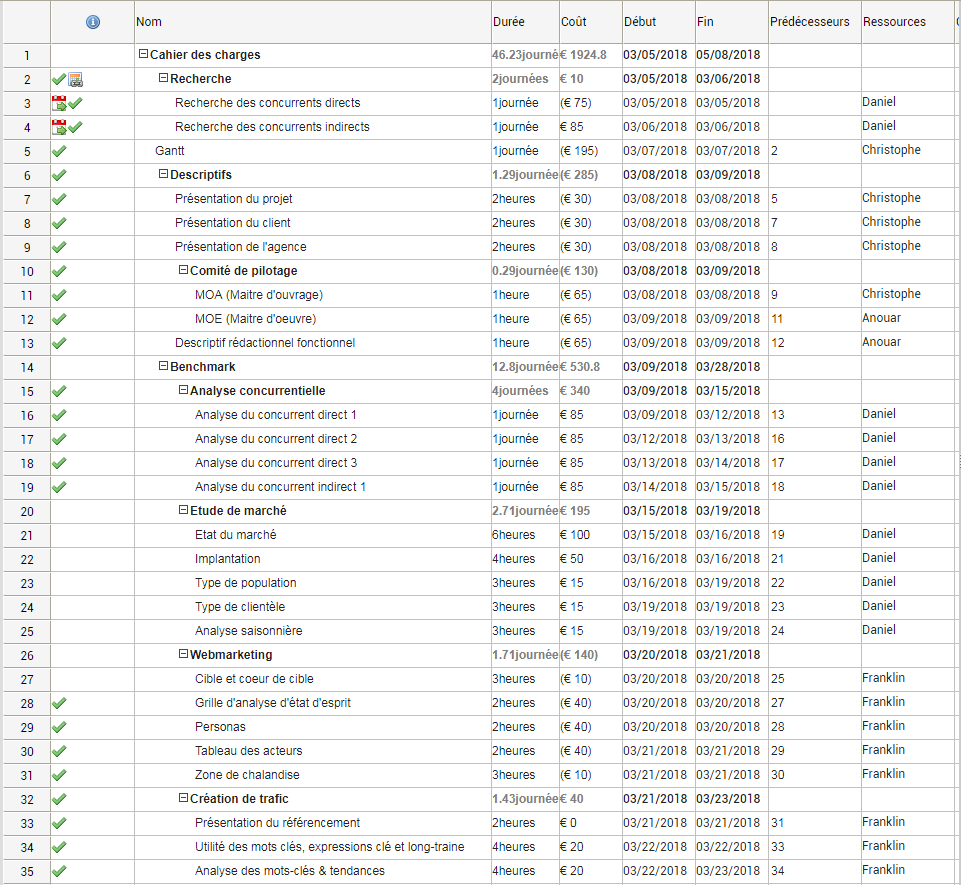 Nom Durée Coût Début Fin Prédécesseurs Ressources
1 Cahier des charges 46.23journé € 1924.8 03/05/2018 05/08/2018
2 Recherche 2journées € 10 03/05/2018 03/06/2018
3 Recherche des concurrents directs 1journée (€ 75) 03/05/2018 03/05/2018 Daniel
4 Recherche des concurrents indirects 1journée € 85 03/06/2018 03/06/2018 Daniel
5 Gantt 1journée (€ 195) 03/07/2018 03/07/2018 2 Christophe
6 Descriptifs 1.29journée (€ 285) 03/08/2018 03/09/2018
7 Présentation du projet 2heures (€ 30) 03/08/2018 03/08/2018 5 Christophe
8 Présentation du client 2heures (€ 30) 03/08/2018 03/08/2018 7 Christophe
9 Présentation de l'agence 2heures (€ 30) 03/08/2018 03/08/2018 8 Christophe
10 Comité de pilotage 0.29journée (€ 130) 03/08/2018 03/09/2018
11 MOA (Maitre d'ouvrage) 1heure (€ 65) 03/08/2018 03/08/2018 9 Christophe
12 MOE (Maitre d'oeuvre) 1heure (€ 65) 03/09/2018 03/09/2018 11 Anouar
13 Descriptif rédactionnel fonctionnel 1heure (€ 65) 03/09/2018 03/09/2018 12 Anouar
14 Benchmark 12.8journée € 530.8 03/09/2018 03/28/2018
15 Analyse concurrentielle 4journées € 340 03/09/2018 03/15/2018
16 Analyse du concurrent direct 1 1journée € 85 03/09/2018 03/12/2018 13 Daniel
17 Analyse du concurrent direct 2 1journée € 85 03/12/2018 03/13/2018 16 Daniel
18 Analyse du concurrent direct 3 1journée € 85 03/13/2018 03/14/2018 17 Daniel
19 Analyse du concurrent indirect 1 1journée € 85 03/14/2018 03/15/2018 18 Daniel
20 Etude de marché 2.71journée € 195 03/15/2018 03/19/2018
21 Etat du marché 6heures € 100 03/15/2018 03/16/2018 19 Daniel
22 Implantation 4heures € 50 03/16/2018 03/16/2018 21 Daniel
23 Type de population 3heures € 15 03/16/2018 03/19/2018 22 Daniel
24 Type de clientèle 3heures € 15 03/19/2018 03/19/2018 23 Daniel
25 Analyse saisonnière 3heures € 15 03/19/2018 03/19/2018 24 Daniel
26 Webmarketing 1.71journée (€ 140) 03/20/2018 03/21/2018
27 Cible et coeur de cible 3heures (€ 10) 03/20/2018 03/20/2018 25 Franklin
28 Grille d'analyse d'état d'esprit 2heures (€ 40) 03/20/2018 03/20/2018 27 Franklin
29 Personas 2heures (€ 40) 03/20/2018 03/20/2018 28 Franklin
30 Tableau des acteurs 2heures (€ 40) 03/21/2018 03/21/2018 29 Franklin
31 Zone de chalandise 3heures (€ 10) 03/21/2018 03/21/2018 30 Franklin
32 Création de trafic 1.43journée € 40 03/21/2018 03/23/2018
33 Présentation du référencement 2heures € 0 03/21/2018 03/21/2018 31 Franklin
34 Utilité des mots clés, expressions clé et long-traine 4heures € 20 03/22/2018 03/22/2018 33 Franklin
35 Analyse des mots-clés & tendances 4heures € 20 03/22/2018 03/23/2018 34 Franklin